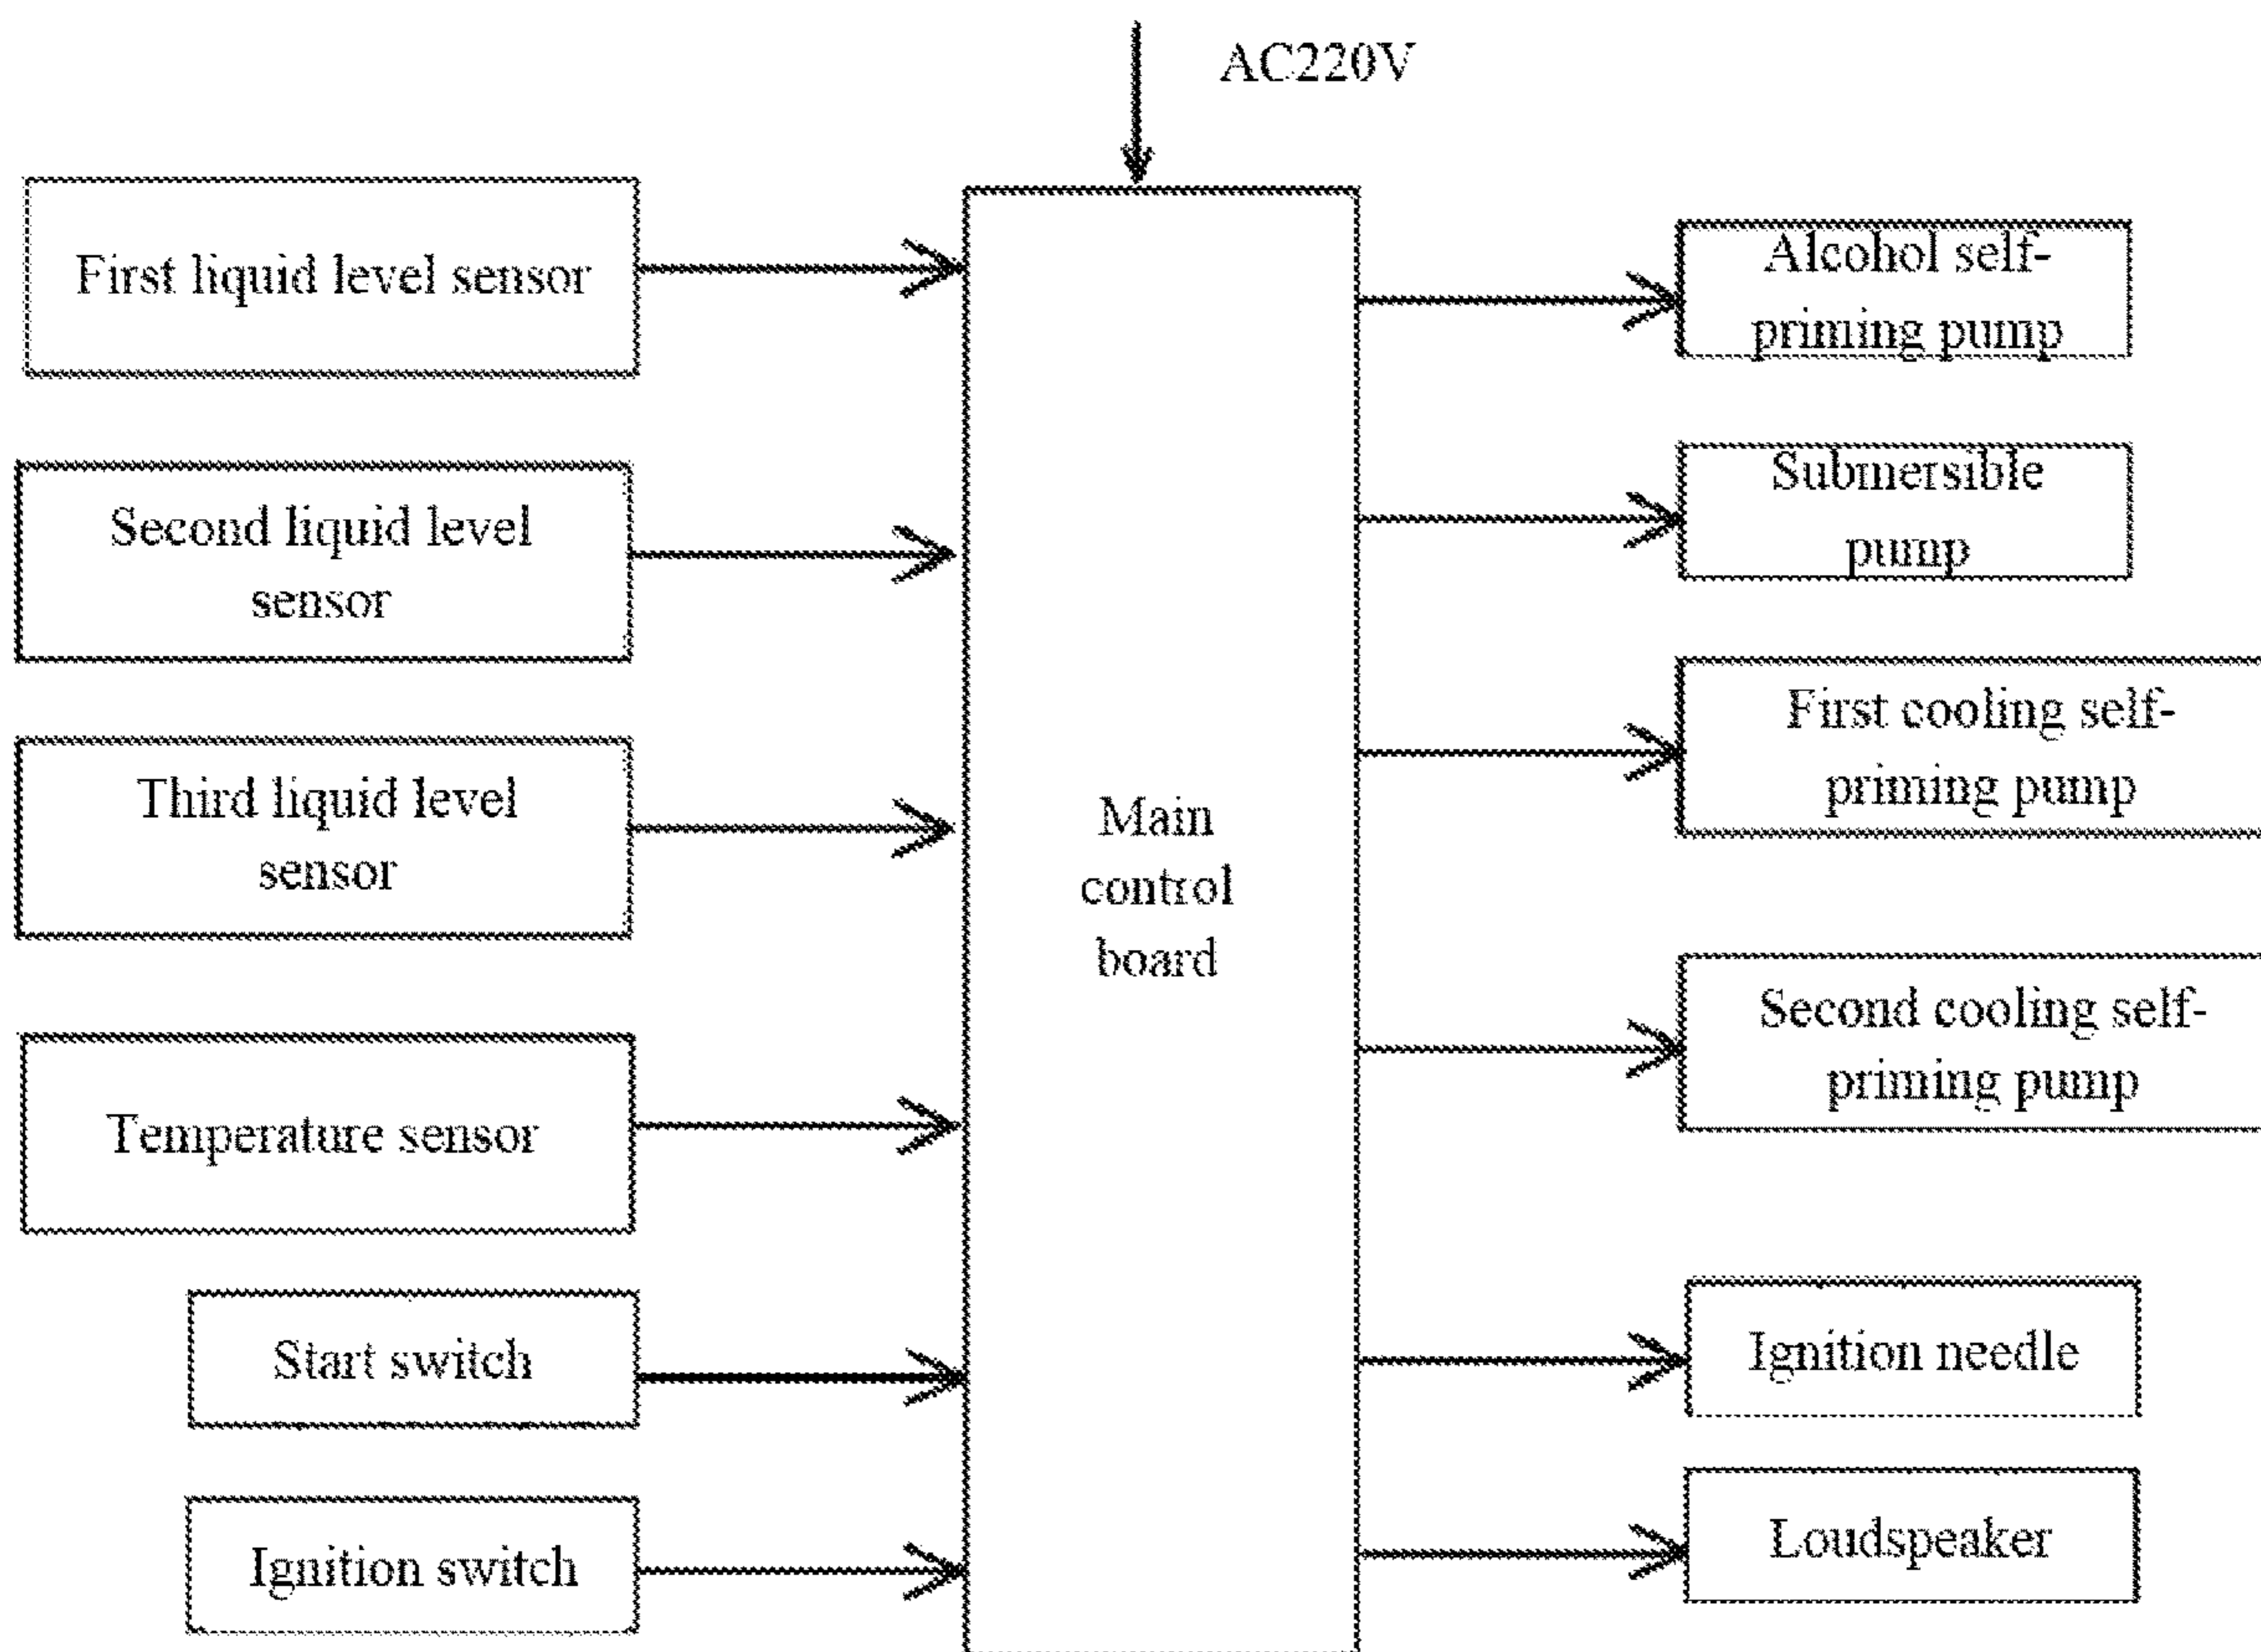 AC220V
First liquid level sensor
Second liquid level
sensor
Third liquid level
sensor
Temperature sensor
Start switch
Ignition switch
Main
control
board
Alcohol self-
priming pump
Submersible
pump
First cooling self-
priming pump
Second cooling self-
priming pump
Ignition needle
Loudspeaker